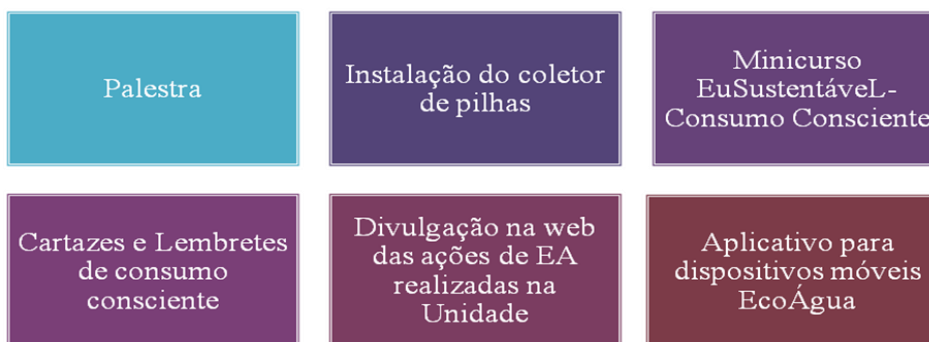 Palestra
Instalação do coletor
de pilhas
Minicurso
EuSustentáveL-
Consumo Consciente
Cartazes e Lembretes
de consumo
consciente
Divulgação na web
das ações de EA
realizadas na
Unidade
Aplicativo para
dispositivos móveis
EcoÁgua